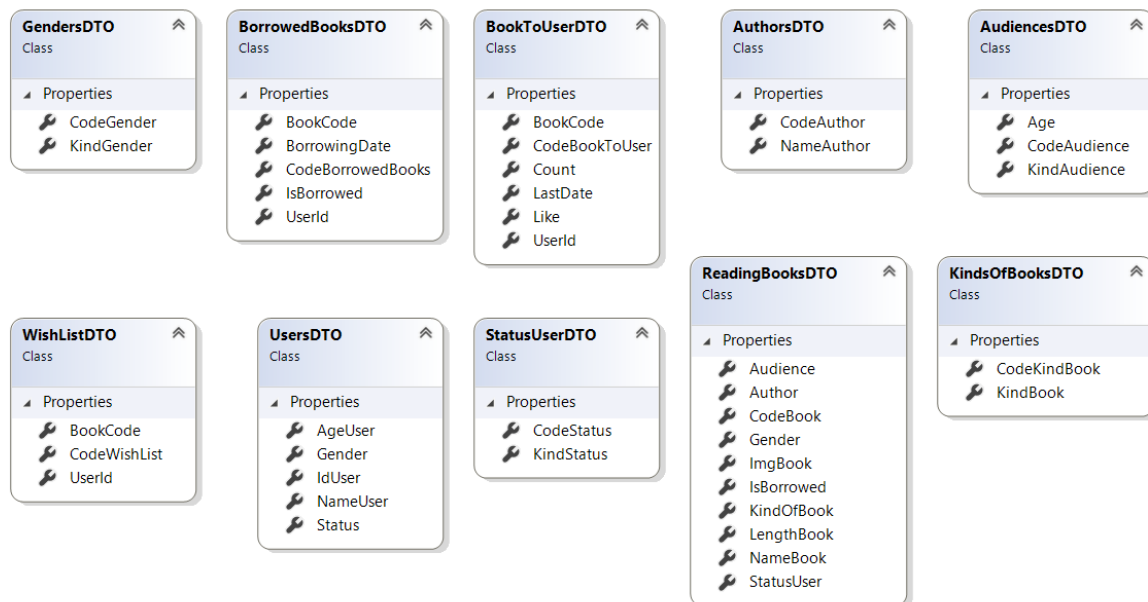 GendersDTO
Class
Properties
CodeGender
KindGender
BorrowedBooksDTO
Class
Properties
BookCode
BorrowingDate
CodeBorrowedBooks
IsBorrowed
UserId
BookToUserDTO
Class
Properties
BookCode
CodeBookToUser
Count
LastDate
Like
UserId
AuthorsDTO
Class
Properties
CodeAuthor
NameAuthor
AudiencesDTO
Class
Properties
Age
CodeAudience
KindAudience
WishListDTO
Class
Properties
BookCode
CodeWishList
UserId
UsersDTO
Class
Properties
AgeUser
Gender
IdUser
NameUser
Status
StatusUserDTO
Class
Properties
CodeStatus
KindStatus
ReadingBooksDTO
Class
Properties
Audience
Author
CodeBook
Gender
ImgBook
IsBorrowed
KindOfBook
LengthBook
NameBook
StatusUser
KindsOfBooksDTO
Class
Properties
CodeKindBook
KindBook